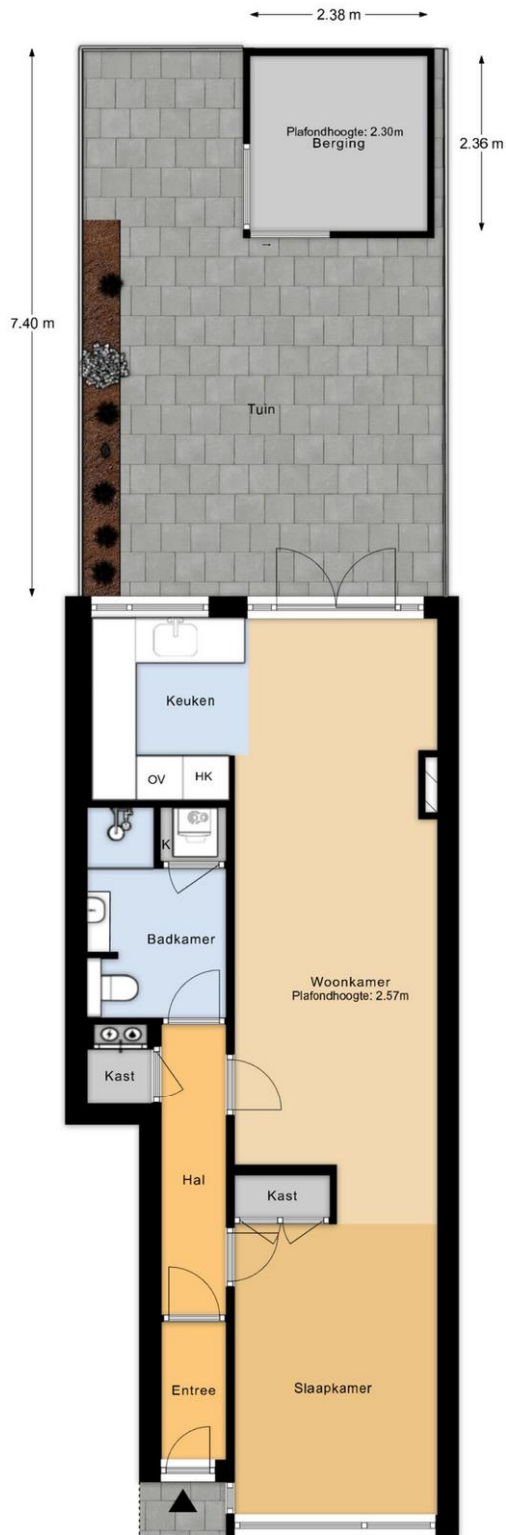 2.38 m
Plafondhoogte: 2.30m
Berging
2.36 m
7.40 m
Tuin
Keuken
OV
HK
K
Badkamer
Woonkamer
Plafondhoogte: 2.57m
Kast
Hal
Kast
Entree
Slaapkamer